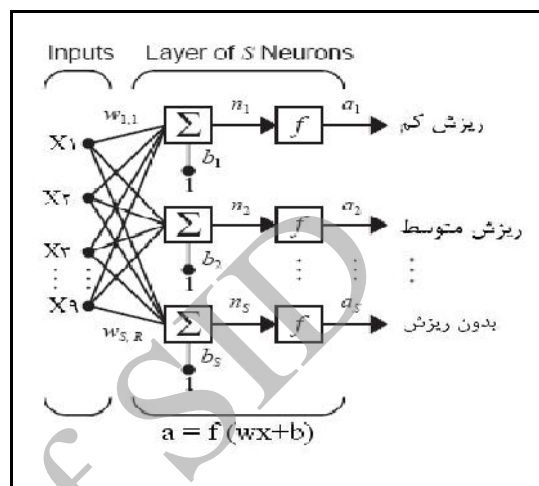 Inputs Layer of S Neurons
w1,1 n1 a1 ریزش کم
Σ f
X۱
b1
1
X۲ n2 a2 ریزش متوسط
Σ f
X۳
b2
1
X۹ nS aS بدون ریزش
Σ f
wS, R
bS
1
a = f (wx+b)
f SID